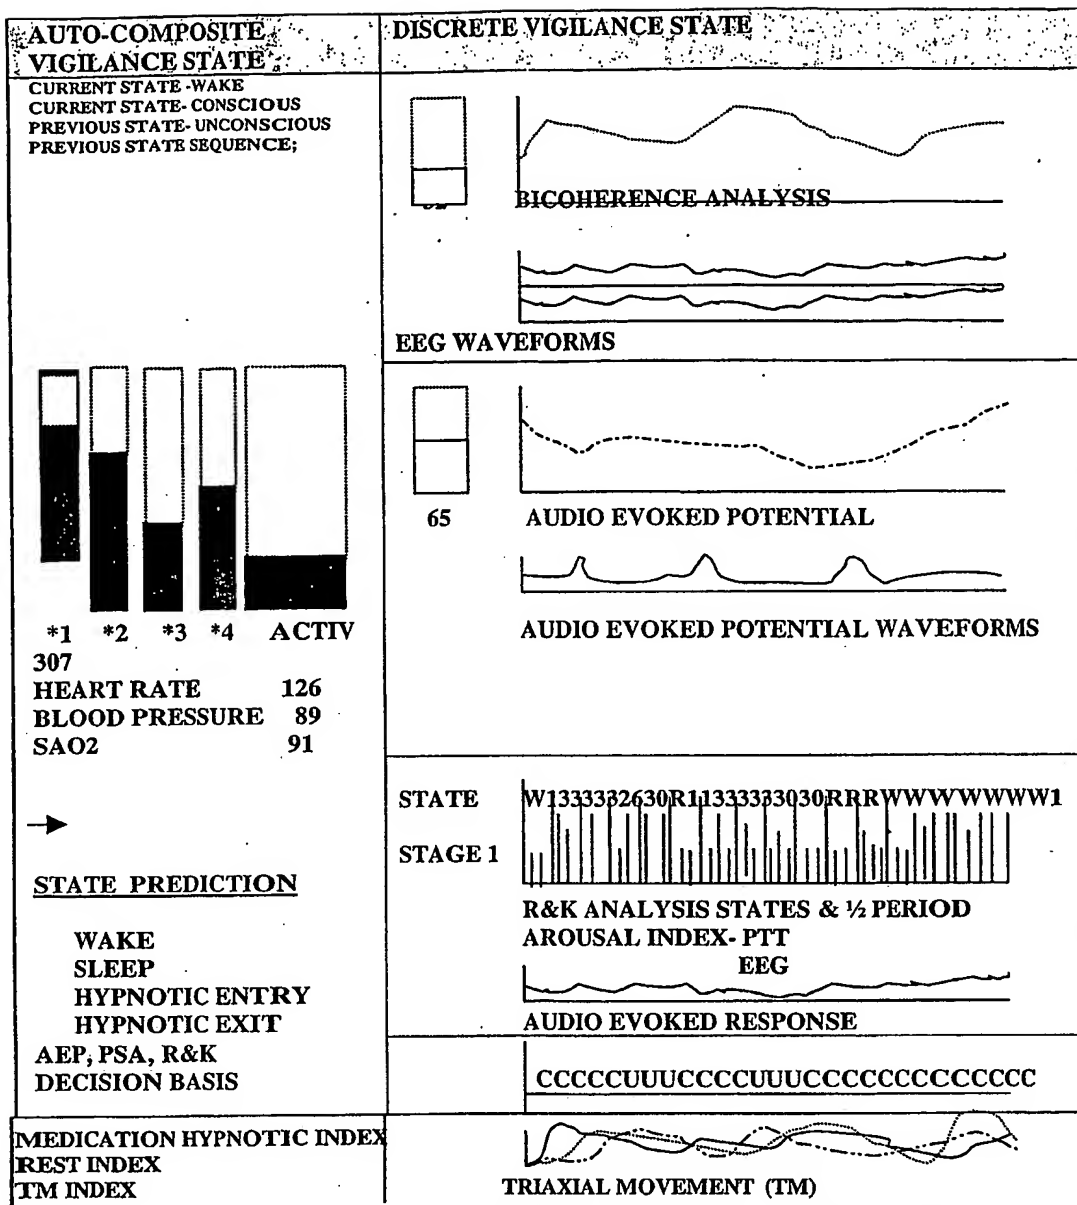 AUTO-COMPOSITE
VIGILANCE STATE
CURRENT STATE -WAKE
CURRENT STATE- CONSCIOUS
PREVIOUS STATE- UNCONSCIOUS
PREVIOUS STATE SEQUENCE;
*1 *2 *3 *4 ACTIV
307
HEART RATE 126
BLOOD PRESSURE 89
SAO2 91
STATE PREDICTION
WAKE
SLEEP
HYPNOTIC ENTRY
HYPNOTIC EXIT
AEP, PSA, R&K
DECISION BASIS
MEDICATION HYPNOTIC INDEX
REST INDEX
TM INDEX
DISCRETE VIGILANCE STATE
BICOHERENCE ANALYSIS
EEG WAVEFORMS
65 AUDIO EVOKED POTENTIAL
AUDIO EVOKED POTENTIAL WAVEFORMS
STATE W1333332630R11333333030RRRWWWWWWWW1
STAGE 1
R&K ANALYSIS STATES & ½ PERIOD
AROUSAL INDEX- PTT
EEG
AUDIO EVOKED RESPONSE
CCCCCUUUCCCCUUUCCCCCCCCCCCCCC
TRIAXIAL MOVEMENT (TM)